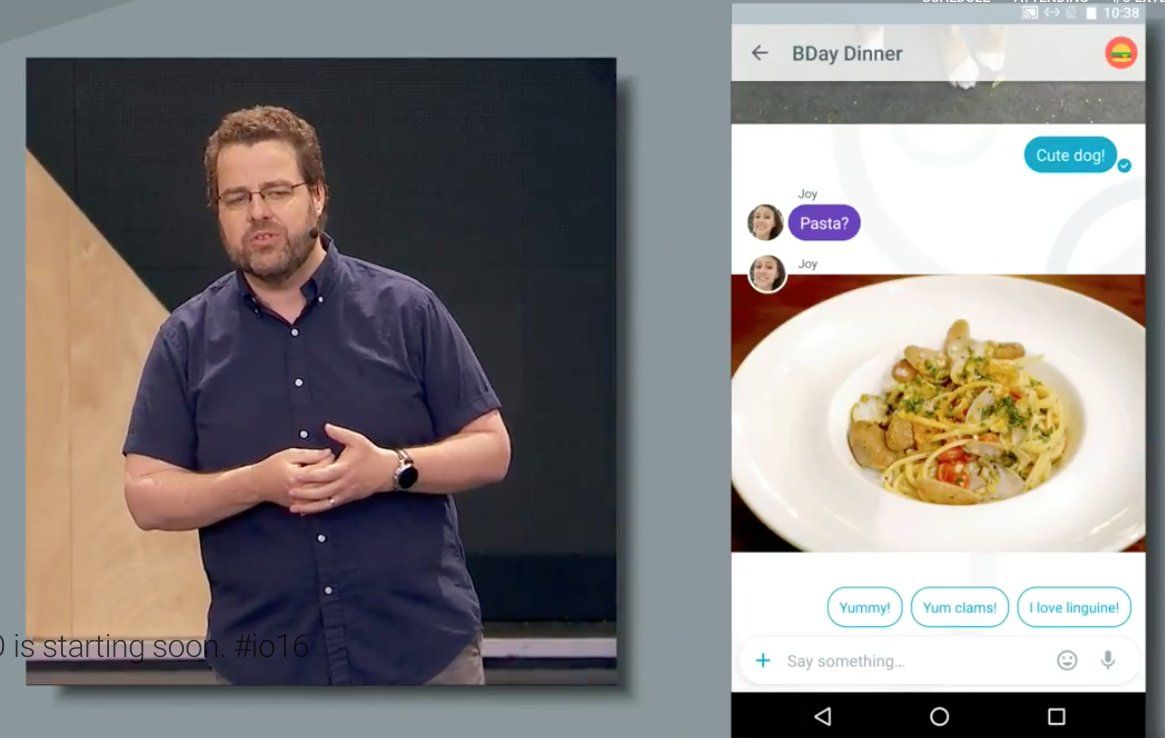 10:38
BDay Dinner
Cute dog!
Joy
Pasta?
Joy
Yummy!
Yum clams!
I love linguine!
Say something...
is starting soon. #io16